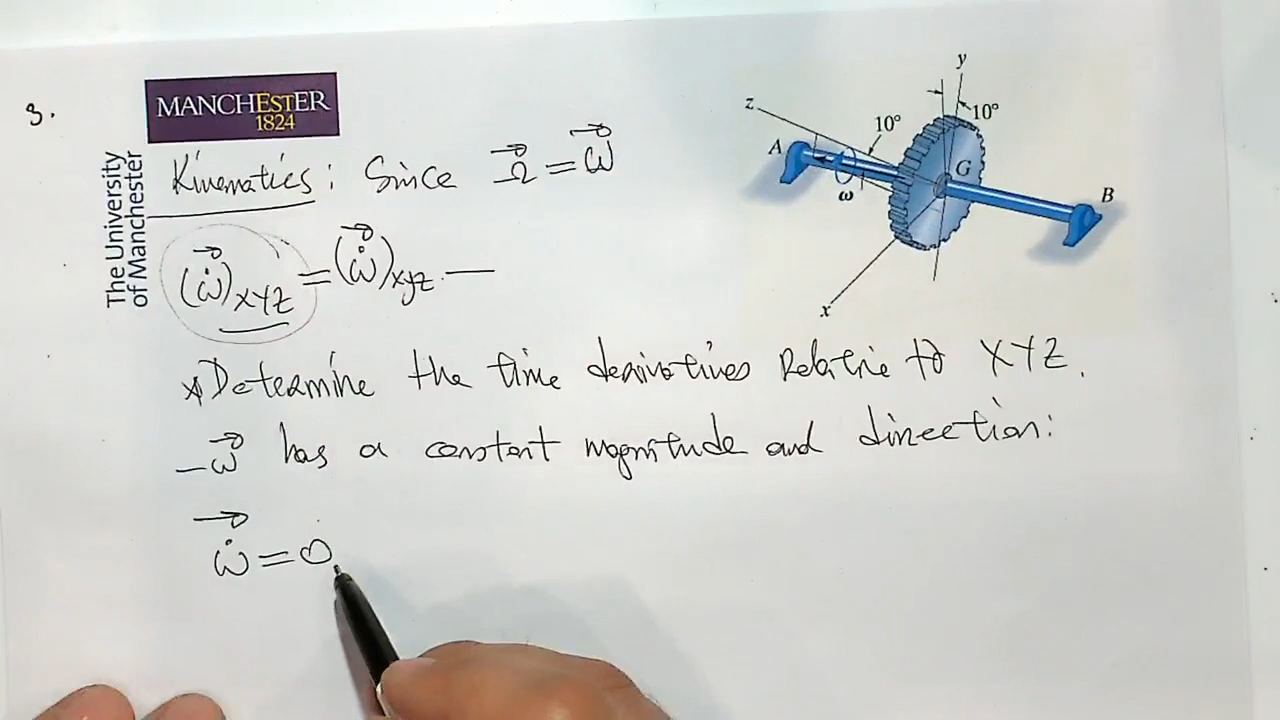 3.
MANCHESTER
1824
The University
of Manchester
Kinematics: Since Ω⃗ = ω⃗
(ω̇⃗)XYZ = (ω̇⃗)xyz. —
*Determine the time derivatives Relative to XYZ.
– ω⃗ has a constant magnitude and direction:
ω̇⃗ = 0
y
10°
z
10°
A
G
ω
B
x